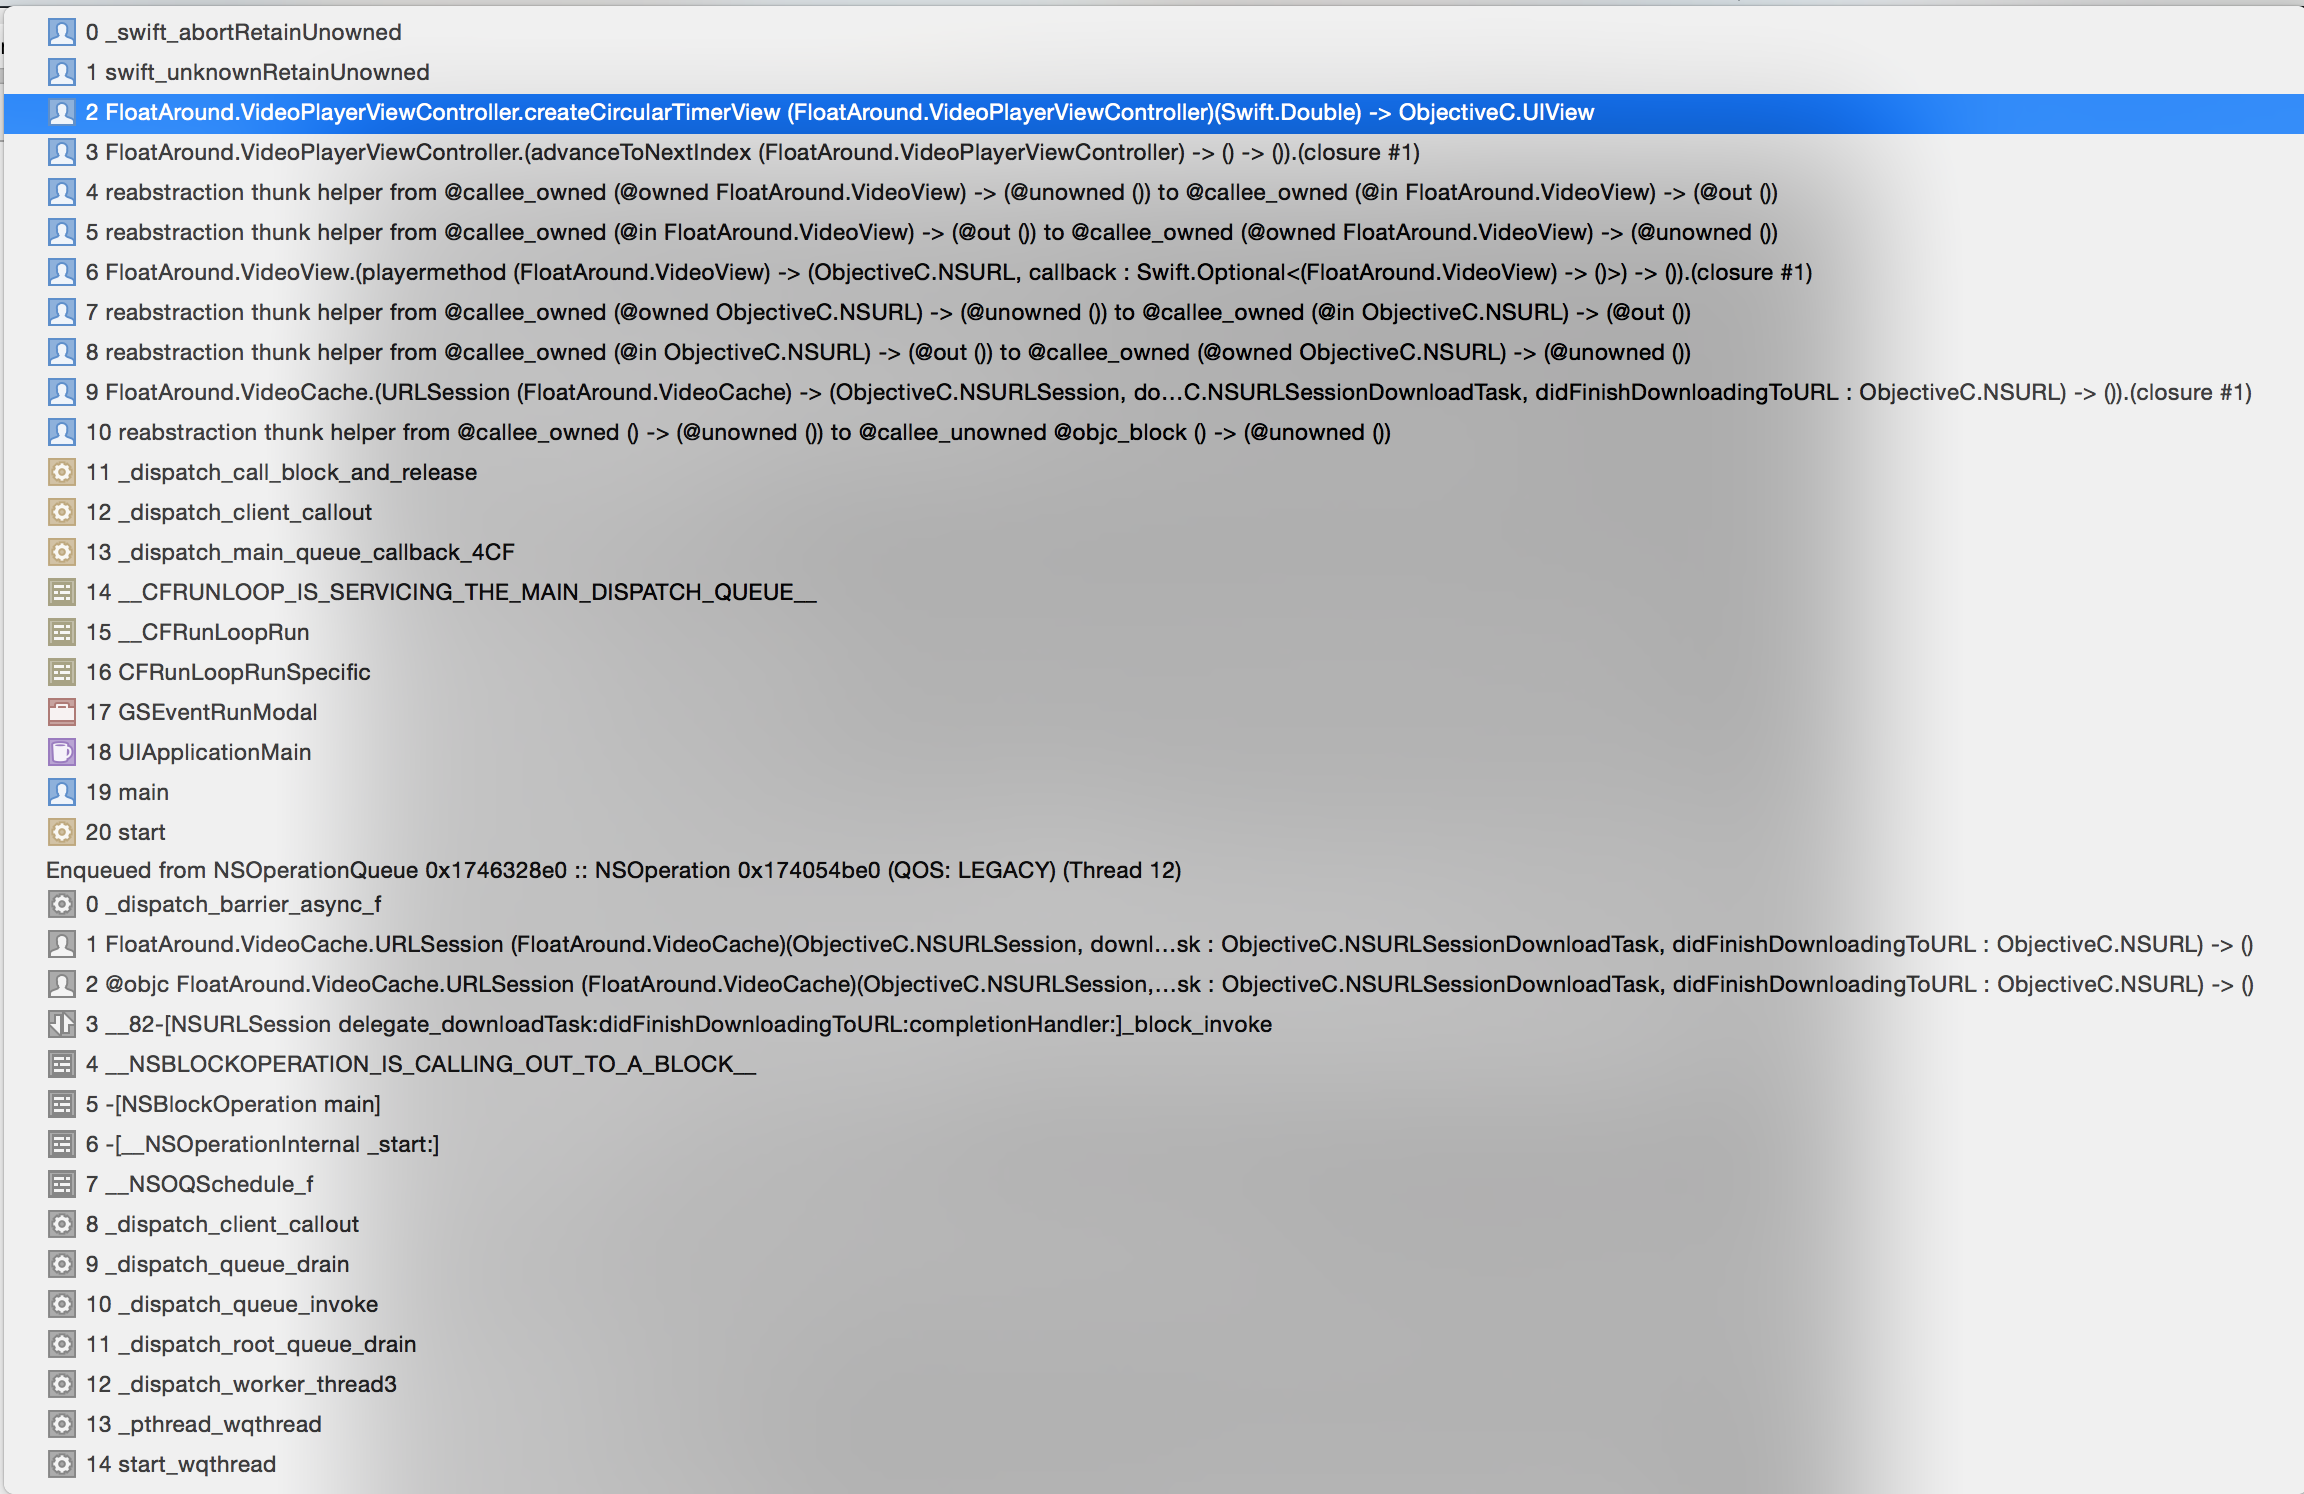 0 _swift_abortRetainUnowned
1 swift_unknownRetainUnowned
2 FloatAround.VideoPlayerViewController.createCircularTimerView (FloatAround.VideoPlayerViewController)(Swift.Double) -> ObjectiveC.UIView
3 FloatAround.VideoPlayerViewController.(advanceToNextIndex (FloatAround.VideoPlayerViewController) -> () -> ()).(closure #1)
4 reabstraction thunk helper from @callee_owned (@owned FloatAround.VideoView) -> (@unowned ()) to @callee_owned (@in FloatAround.VideoView) -> (@out ())
5 reabstraction thunk helper from @callee_owned (@in FloatAround.VideoView) -> (@out ()) to @callee_owned (@owned FloatAround.VideoView) -> (@unowned ())
6 FloatAround.VideoView.(playermethod (FloatAround.VideoView) -> (ObjectiveC.NSURL, callback : Swift.Optional<(FloatAround.VideoView) -> ()>) -> ()).(closure #1)
7 reabstraction thunk helper from @callee_owned (@owned ObjectiveC.NSURL) -> (@unowned ()) to @callee_owned (@in ObjectiveC.NSURL) -> (@out ())
8 reabstraction thunk helper from @callee_owned (@in ObjectiveC.NSURL) -> (@out ()) to @callee_owned (@owned ObjectiveC.NSURL) -> (@unowned ())
9 FloatAround.VideoCache.(URLSession (FloatAround.VideoCache) -> (ObjectiveC.NSURLSession, do...C.NSURLSessionDownloadTask, didFinishDownloadingToURL : ObjectiveC.NSURL) -> ()).(closure #1)
10 reabstraction thunk helper from @callee_owned () -> (@unowned ()) to @callee_unowned @objc_block () -> (@unowned ())
11 _dispatch_call_block_and_release
12 _dispatch_client_callout
13 _dispatch_main_queue_callback_4CF
14 __CFRUNLOOP_IS_SERVICING_THE_MAIN_DISPATCH_QUEUE__
15 __CFRunLoopRun
16 CFRunLoopRunSpecific
17 GSEventRunModal
18 UIApplicationMain
19 main
20 start
Enqueued from NSOperationQueue 0x1746328e0 :: NSOperation 0x174054be0 (QOS: LEGACY) (Thread 12)
0 _dispatch_barrier_async_f
1 FloatAround.VideoCache.URLSession (FloatAround.VideoCache)(ObjectiveC.NSURLSession, downl...sk : ObjectiveC.NSURLSessionDownloadTask, didFinishDownloadingToURL : ObjectiveC.NSURL) -> ()
2 @objc FloatAround.VideoCache.URLSession (FloatAround.VideoCache)(ObjectiveC.NSURLSession,...sk : ObjectiveC.NSURLSessionDownloadTask, didFinishDownloadingToURL : ObjectiveC.NSURL) -> ()
3 __82-[NSURLSession delegate_downloadTask:didFinishDownloadingToURL:completionHandler:]_block_invoke
4 __NSBLOCKOPERATION_IS_CALLING_OUT_TO_A_BLOCK__
5 -[NSBlockOperation main]
6 -[__NSOperationInternal _start:]
7 __NSOQSchedule_f
8 _dispatch_client_callout
9 _dispatch_queue_drain
10 _dispatch_queue_invoke
11 _dispatch_root_queue_drain
12 _dispatch_worker_thread3
13 _pthread_wqthread
14 start_wqthread